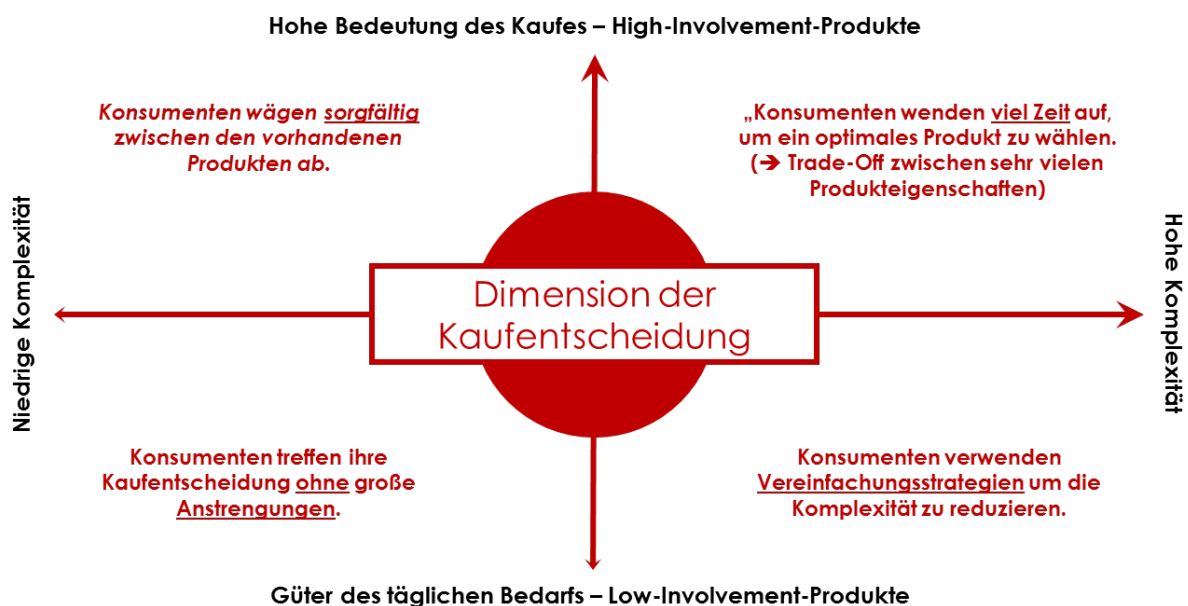 Hohe Bedeutung des Kaufes – High-Involvement-Produkte
Konsumenten wägen sorgfältig
zwischen den vorhandenen
Produkten ab.
„Konsumenten wenden viel Zeit auf,
um ein optimales Produkt zu wählen.
(➔ Trade-Off zwischen sehr vielen
Produkteigenschaften)
Niedrige Komplexität
Dimension der
Kaufentscheidung
Hohe Komplexität
Konsumenten treffen ihre
Kaufentscheidung ohne große
Anstrengungen.
Konsumenten verwenden
Vereinfachungsstrategien um die
Komplexität zu reduzieren.
Güter des täglichen Bedarfs – Low-Involvement-Produkte